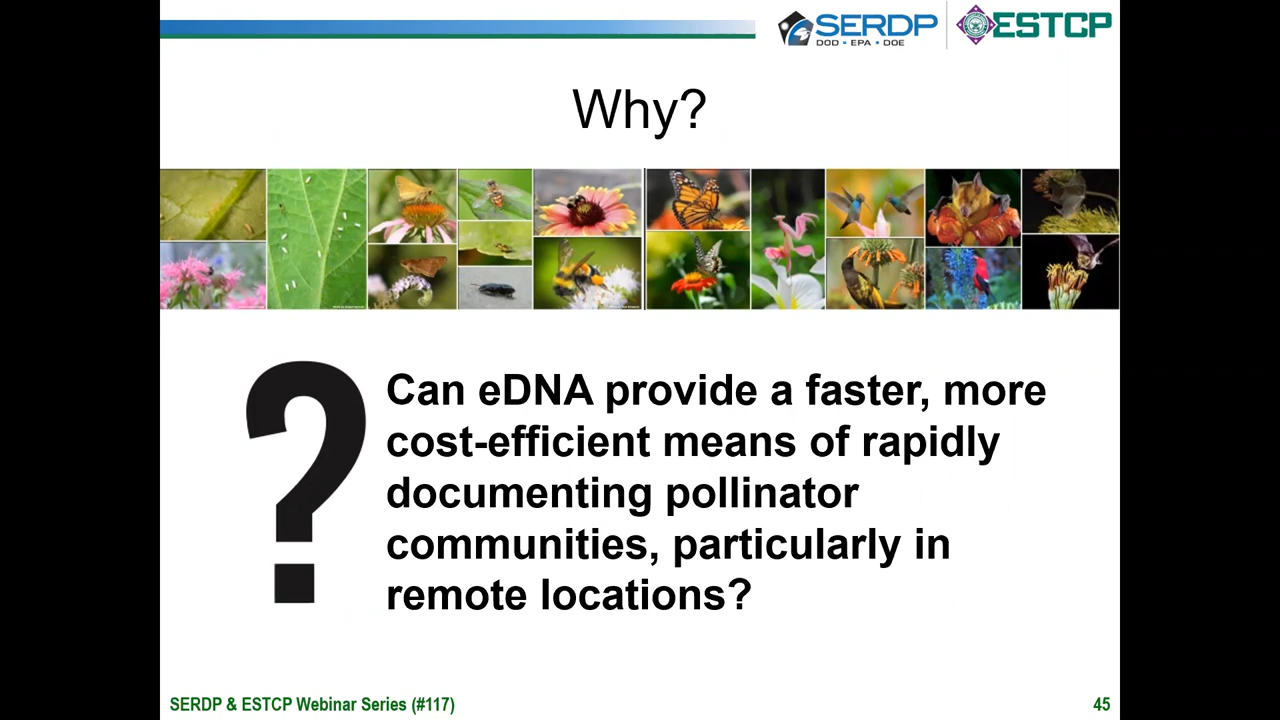 SERDP
DOD • EPA • DOE
ESTCP
Why?
?
Can eDNA provide a faster, more
cost-efficient means of rapidly
documenting pollinator
communities, particularly in
remote locations?
SERDP & ESTCP Webinar Series (#117)
45